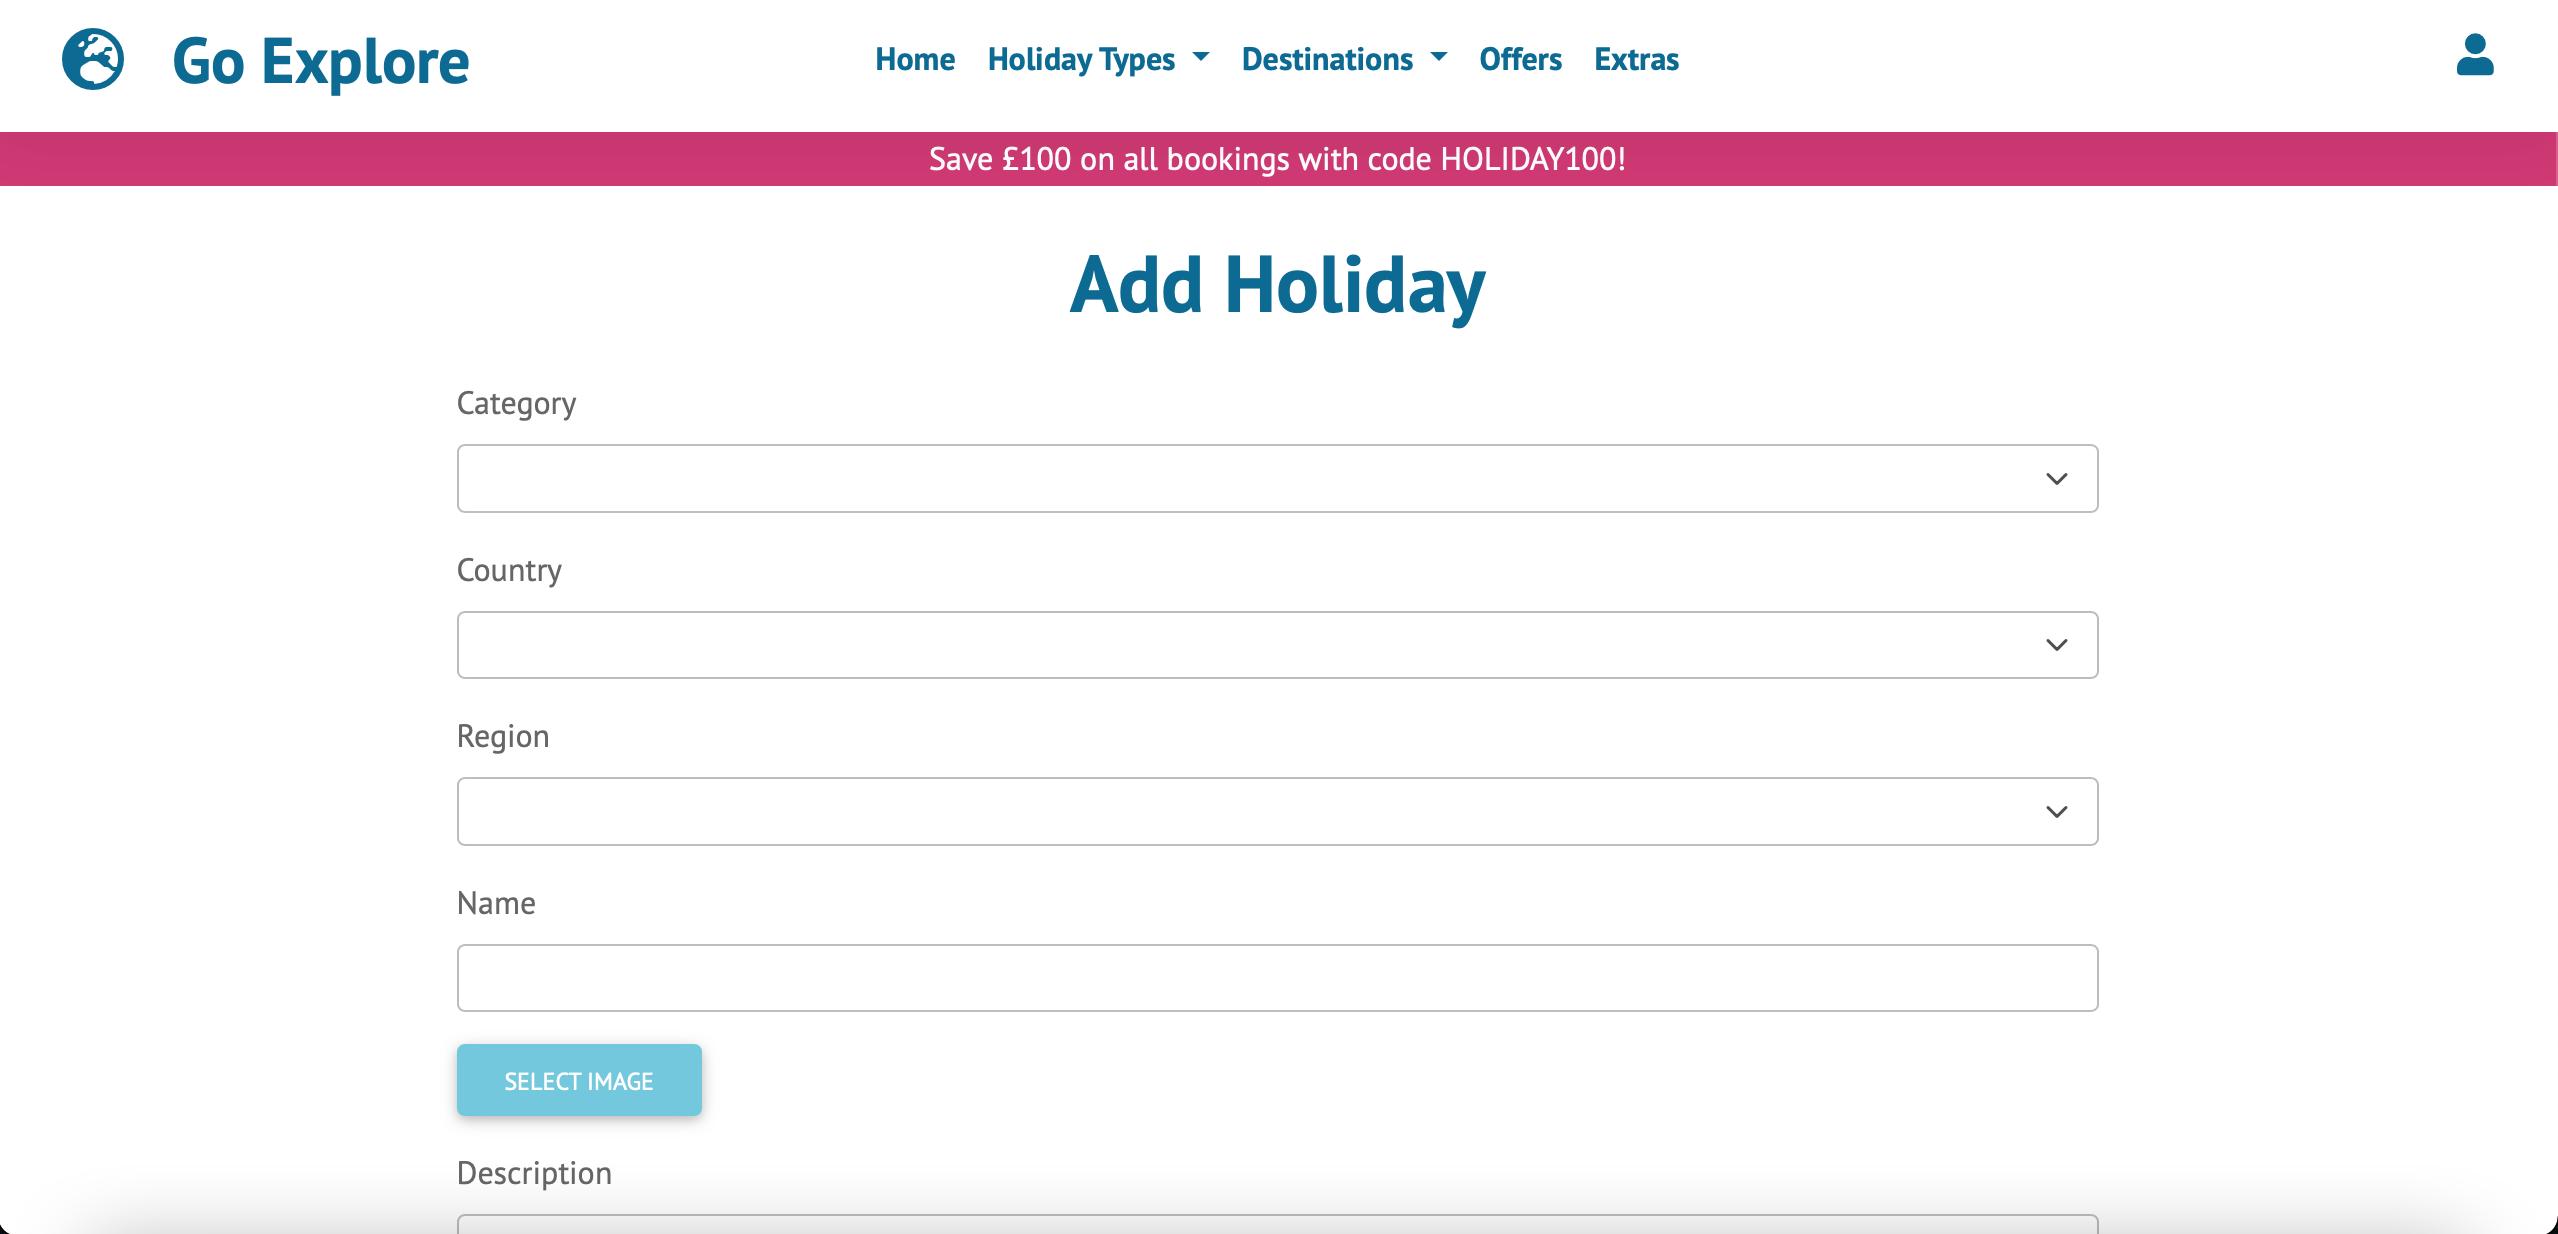 Go Explore
Home Holiday Types Destinations Offers Extras
Save £100 on all bookings with code HOLIDAY100!
Add Holiday
Category
Country
Region
Name
SELECT IMAGE
Description